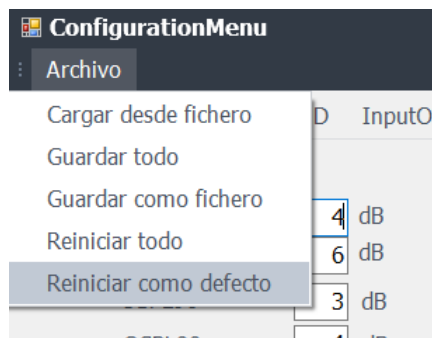 ConfigurationMenu
Archivo
Cargar desde fichero
D InputO
Guardar todo
Guardar como fichero
4 dB
Reiniciar todo
6 dB
Reiniciar como defecto
3 dB